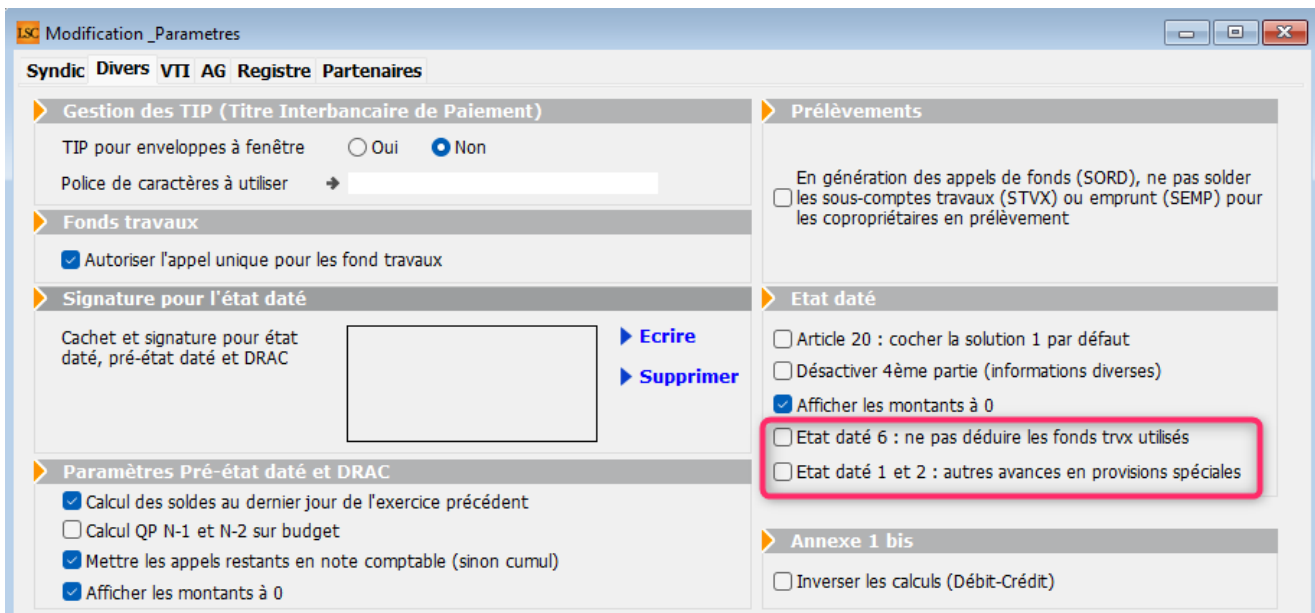 LSC Modification _Parametres
Syndic Divers VTI AG Registre Partenaires
Gestion des TIP (Titre Interbancaire de Paiement)
TIP pour enveloppes à fenêtre Oui Non
Police de caractères à utiliser
Fonds travaux
Autoriser l'appel unique pour les fond travaux
Signature pour l'état daté
Cachet et signature pour état
daté, pré-état daté et DRAC
Ecrire
Supprimer
Paramètres Pré-état daté et DRAC
Calcul des soldes au dernier jour de l'exercice précédent
Calcul QP N-1 et N-2 sur budget
Mettre les appels restants en note comptable (sinon cumul)
Afficher les montants à 0
Prélèvements
En génération des appels de fonds (SORD), ne pas solder
les sous-comptes travaux (STVX) ou emprunt (SEMP) pour
les copropriétaires en prélèvement
Etat daté
Article 20 : cocher la solution 1 par défaut
Désactiver 4ème partie (informations diverses)
Afficher les montants à 0
Etat daté 6 : ne pas déduire les fonds trvx utilisés
Etat daté 1 et 2 : autres avances en provisions spéciales
Annexe 1 bis
Inverser les calculs (Débit-Crédit)